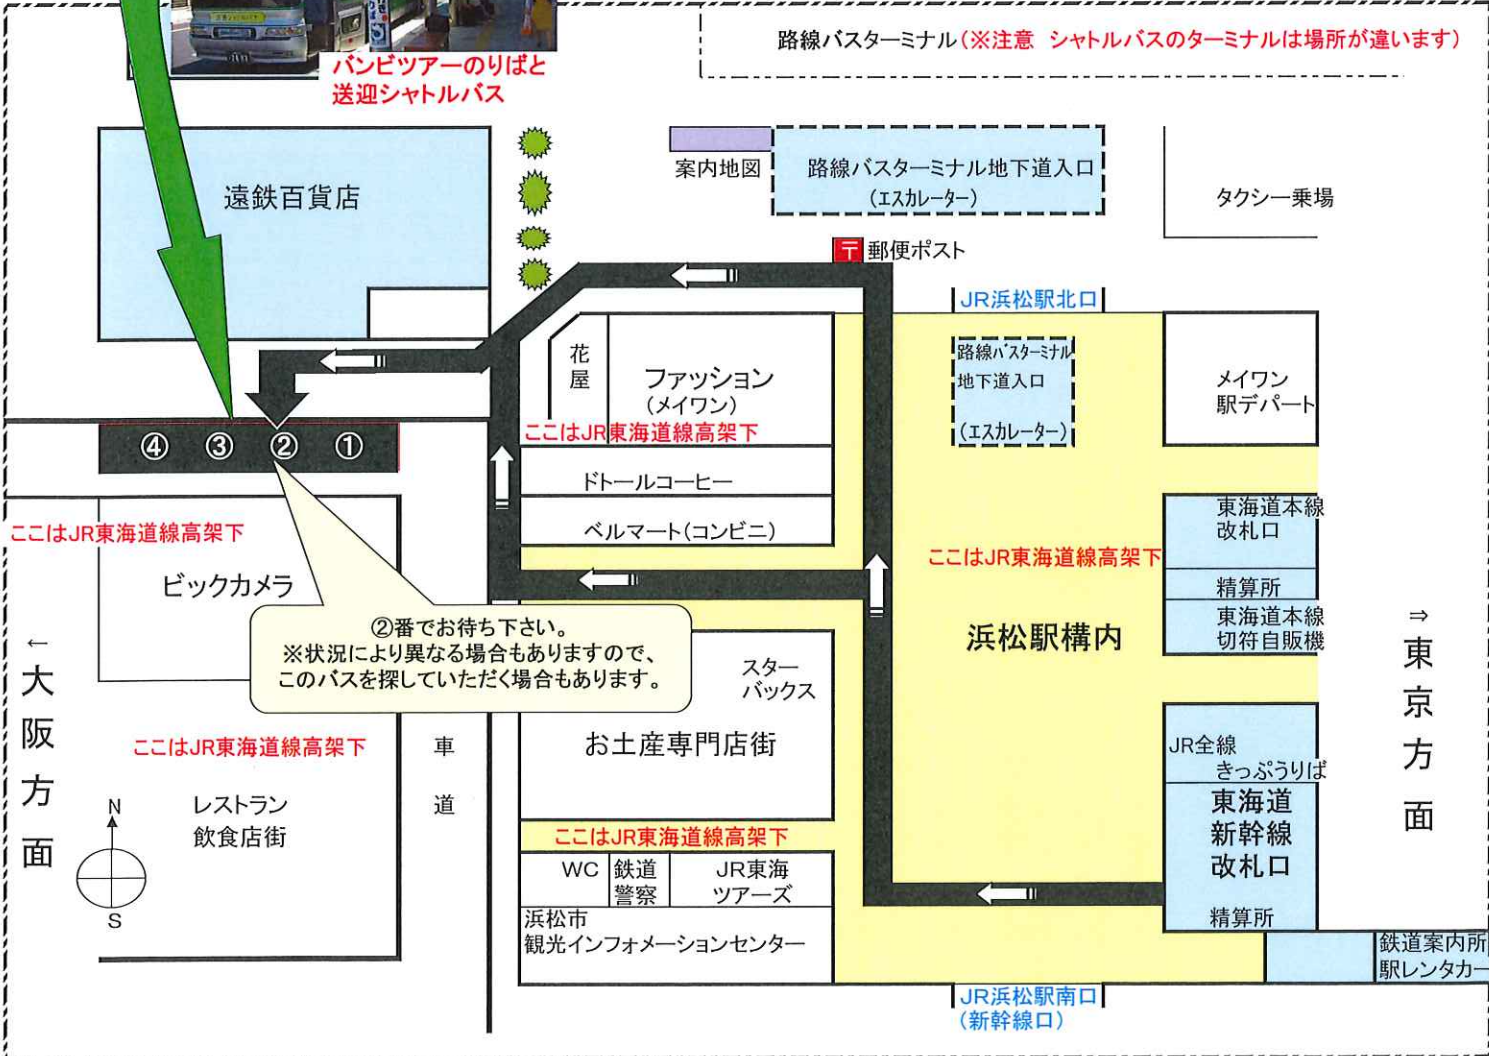 路線バスターミナル(※注意 シャトルバスのターミナルは場所が違います)
バンビツアーのりばと
送迎シャトルバス
遠鉄百貨店
案内地図
路線バスターミナル地下道入口
(エスカレーター)
タクシー乗場
〒 郵便ポスト
JR浜松駅北口
花
屋
ファッション
(メイワン)
路線バスターミナル
地下道入口
(エスカレーター)
メイワン
駅デパート
ここはJR東海道線高架下
④ ③ ② ①
ドトールコーヒー
ベルマート(コンビニ)
東海道本線
改札口
ここはJR東海道線高架下
ここはJR東海道線高架下
ビックカメラ
精算所
東海道本線
切符自販機
浜松駅構内
②番でお待ち下さい。
※状況により異なる場合もありますので、
このバスを探していただく場合もあります。
←
大
阪
方
面
⇒
東
京
方
面
スター
バックス
お土産専門店街
ここはJR東海道線高架下
車
道
JR全線
きっぷうりば
東海道
新幹線
改札口
精算所
レストラン
飲食店街
N
S
ここはJR東海道線高架下
WC
鉄道
警察
JR東海
ツアーズ
浜松市
観光インフォメーションセンター
鉄道案内所
駅レンタカー
JR浜松駅南口
(新幹線口)